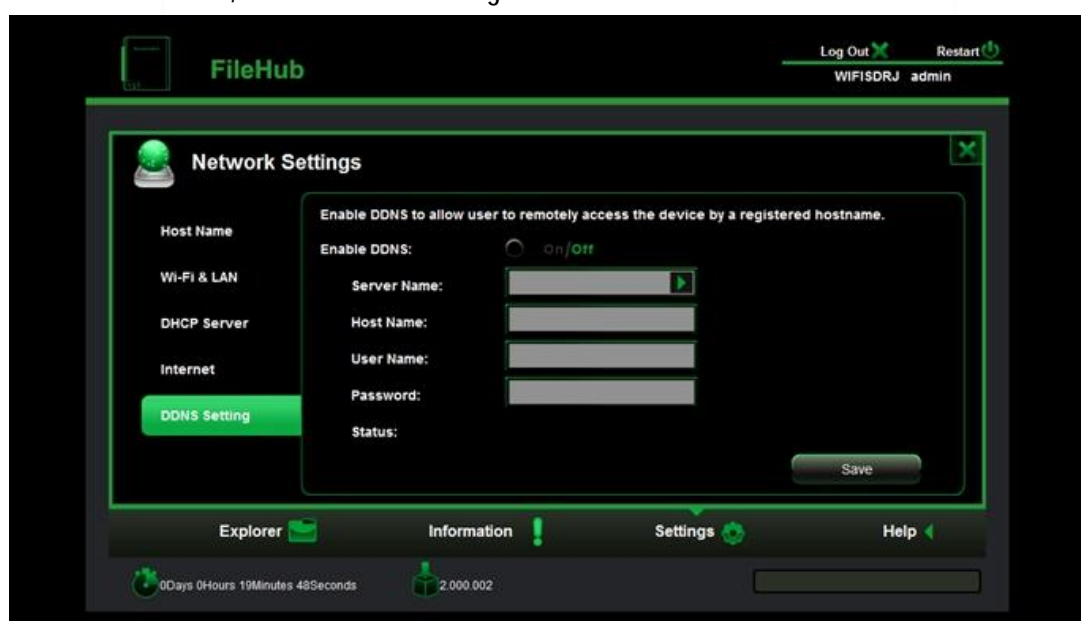 FileHub
Log Out Restart
WIFISDRJ admin
Network Settings
Host Name
Wi-Fi & LAN
DHCP Server
Internet
DDNS Setting
Enable DDNS to allow user to remotely access the device by a registered hostname.
Enable DDNS: On/Off
Server Name:
Host Name:
User Name:
Password:
Status:
Save
Explorer Information Settings Help
0Days 0Hours 19Minutes 48Seconds 2.000.002